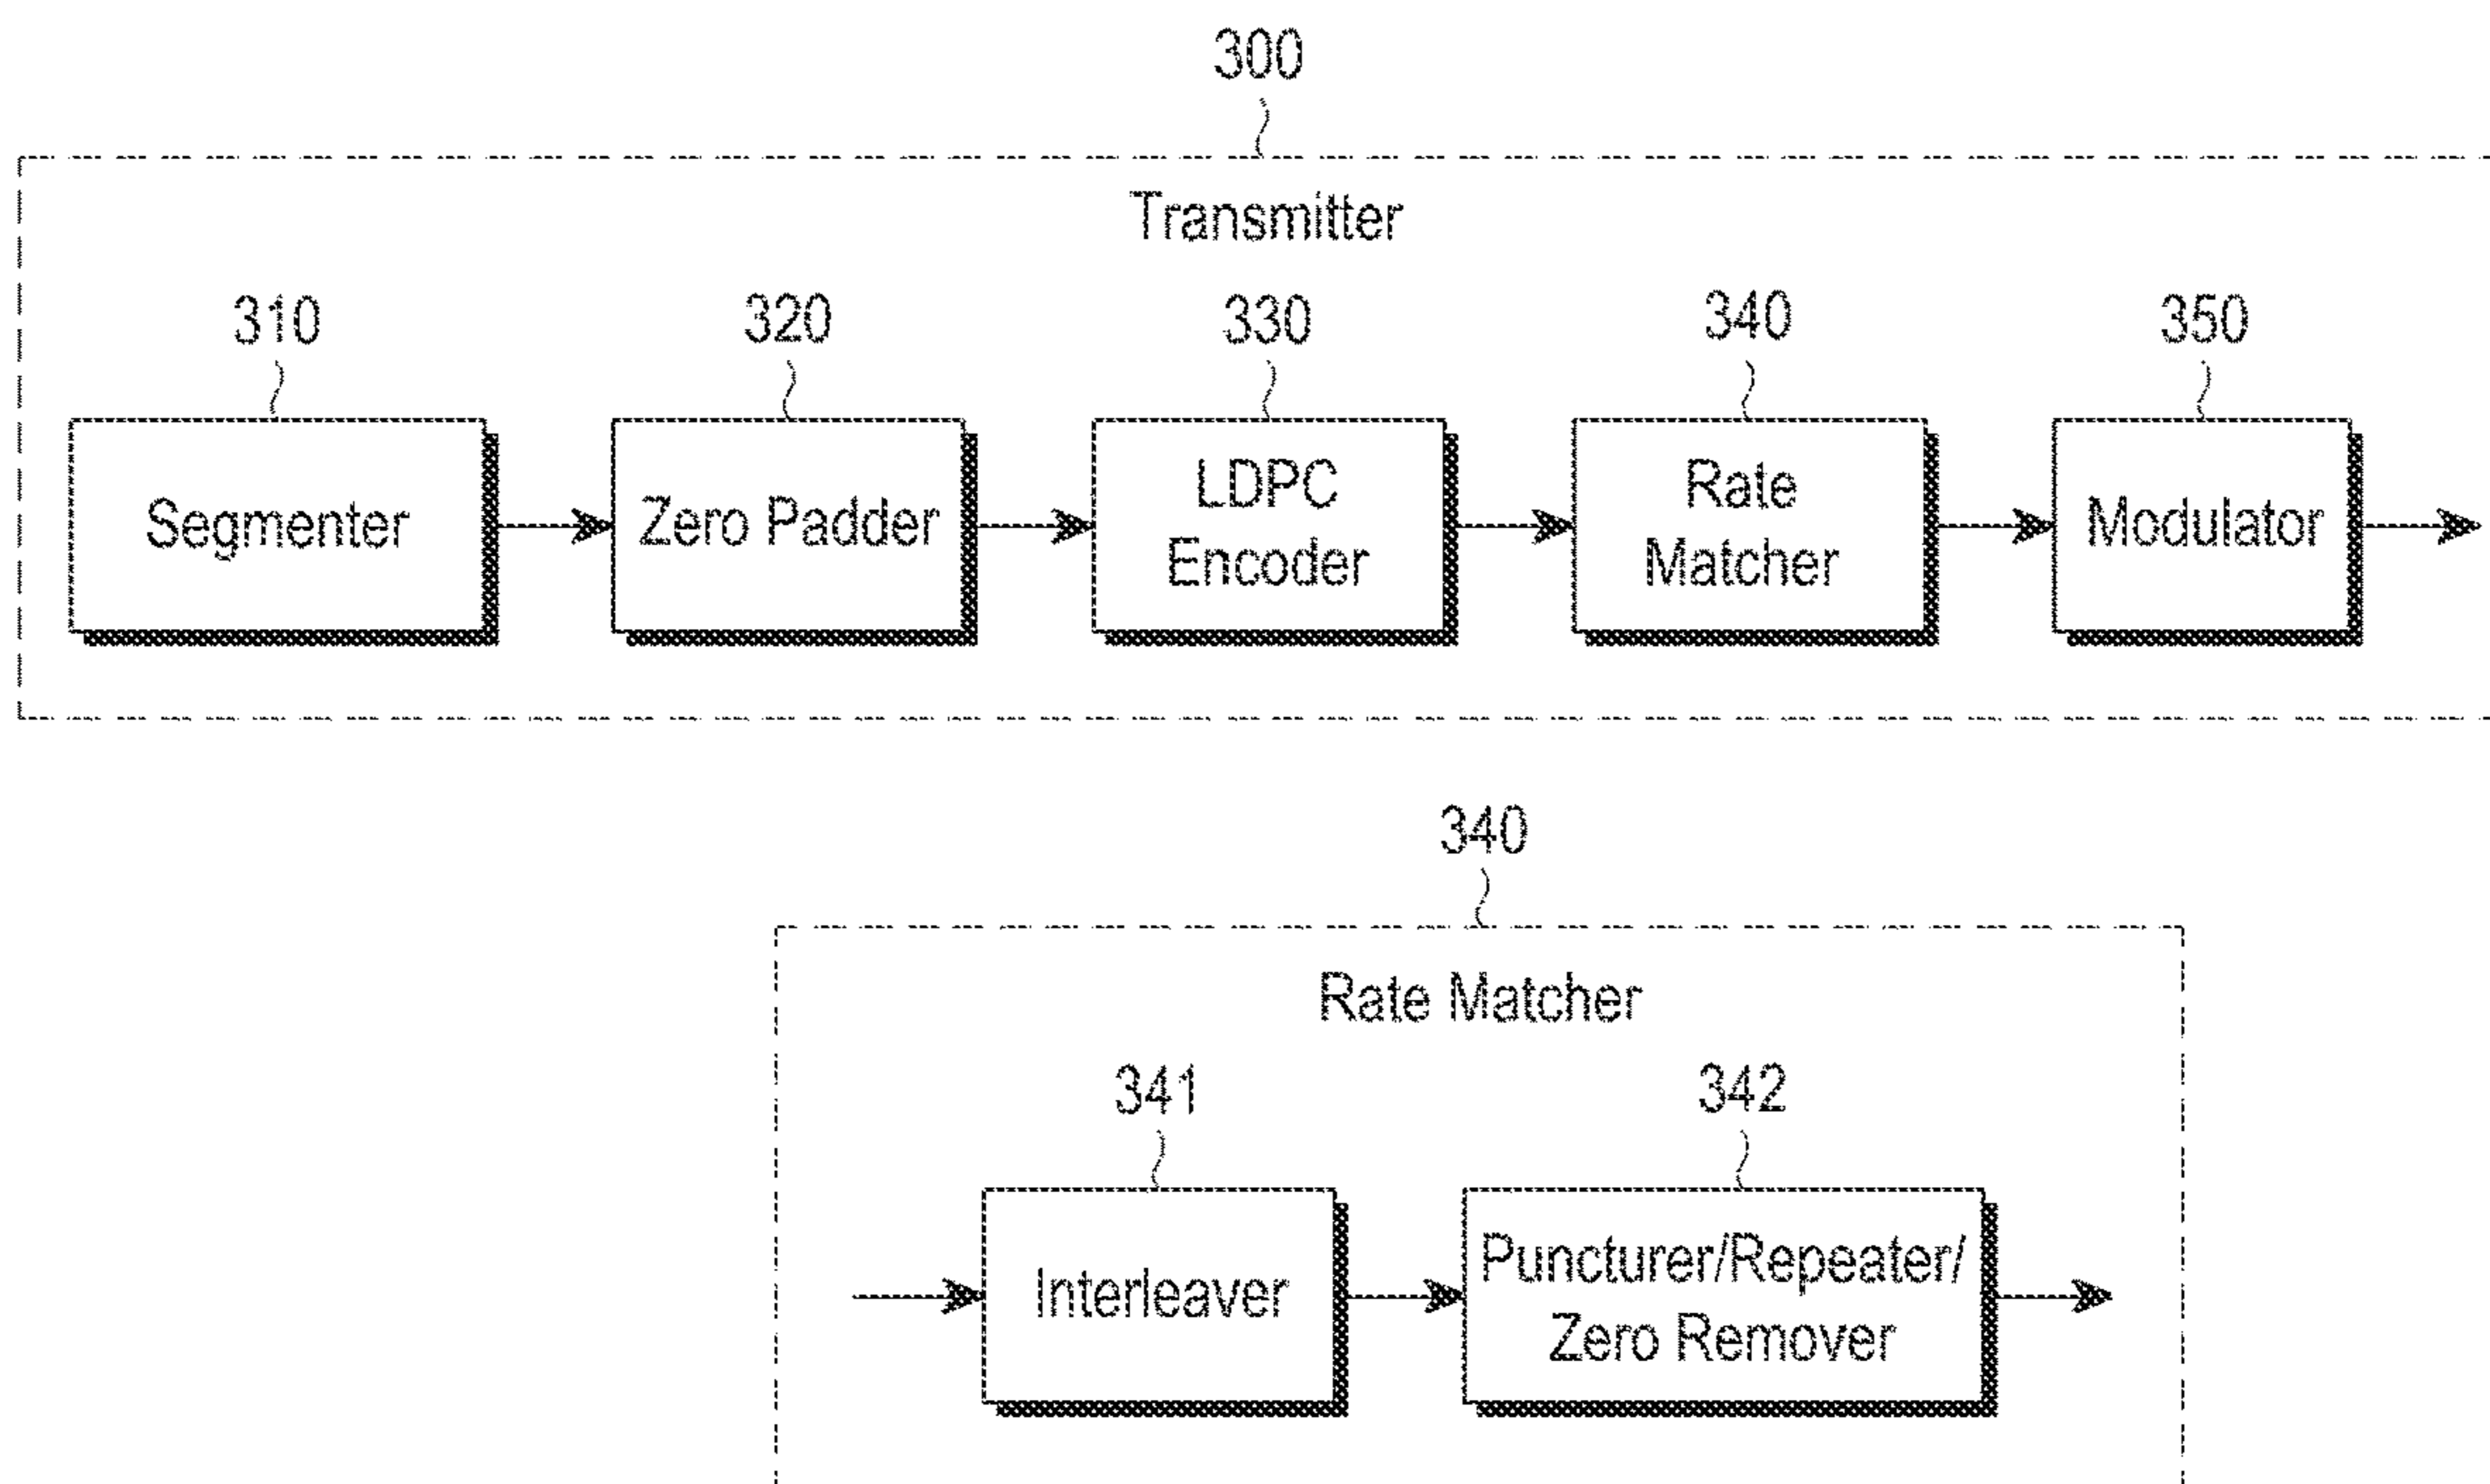 300
Transmitter
310
320
330
340
350
Segmenter
Zero Padder
LDPC
Encoder
Rate
Matcher
Modulator
340
Rate Matcher
341
342
Interleaver
Puncturer/Repeater/
Zero Remover